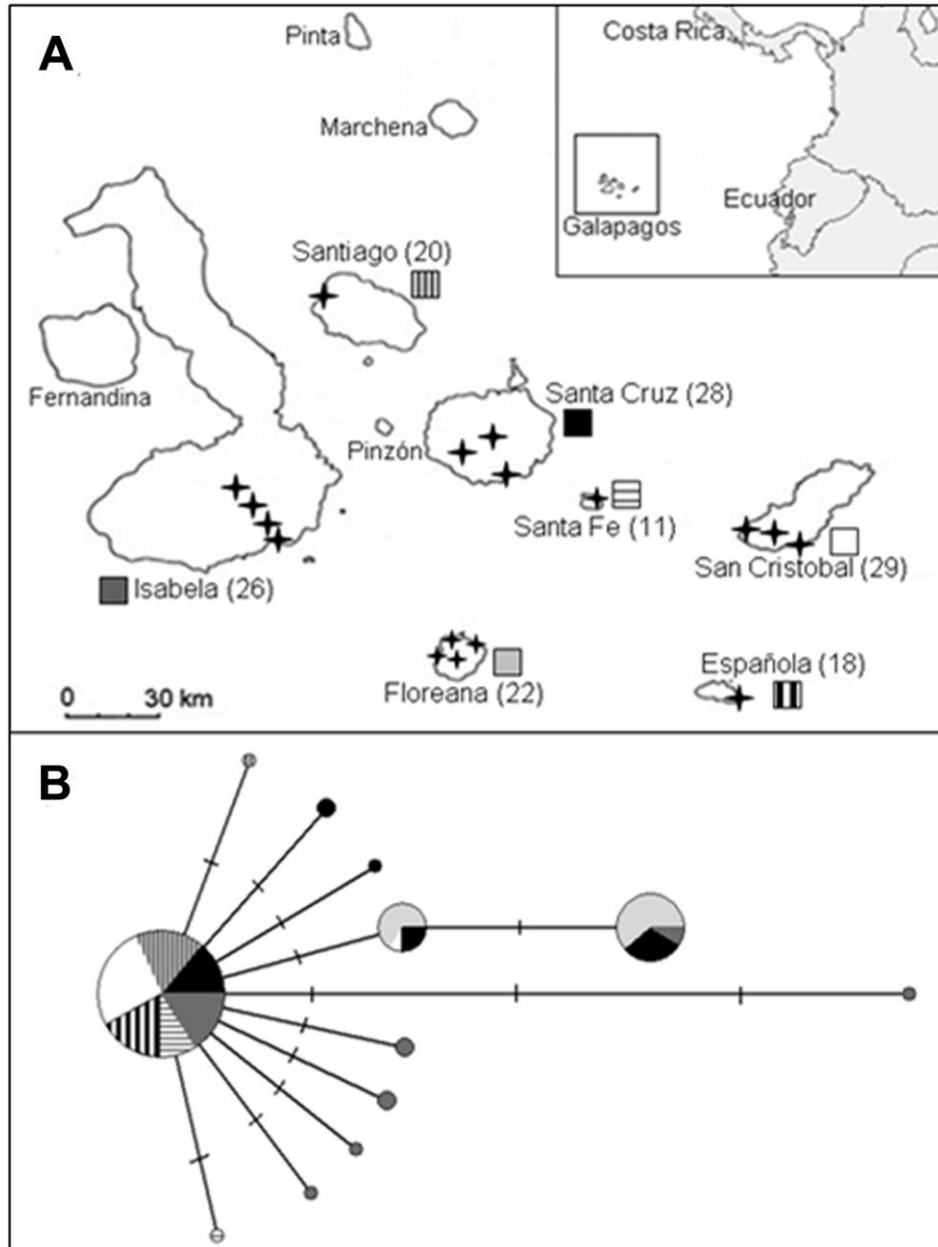 A
Pinta
Costa Rica
Marchena
Ecuador
Galapagos
Santiago (20)
Fernandina
Santa Cruz (28)
Pinzón
Santa Fe (11)
San Cristobal (29)
Isabela (26)
Floreana (22)
Española (18)
0 30 km
B